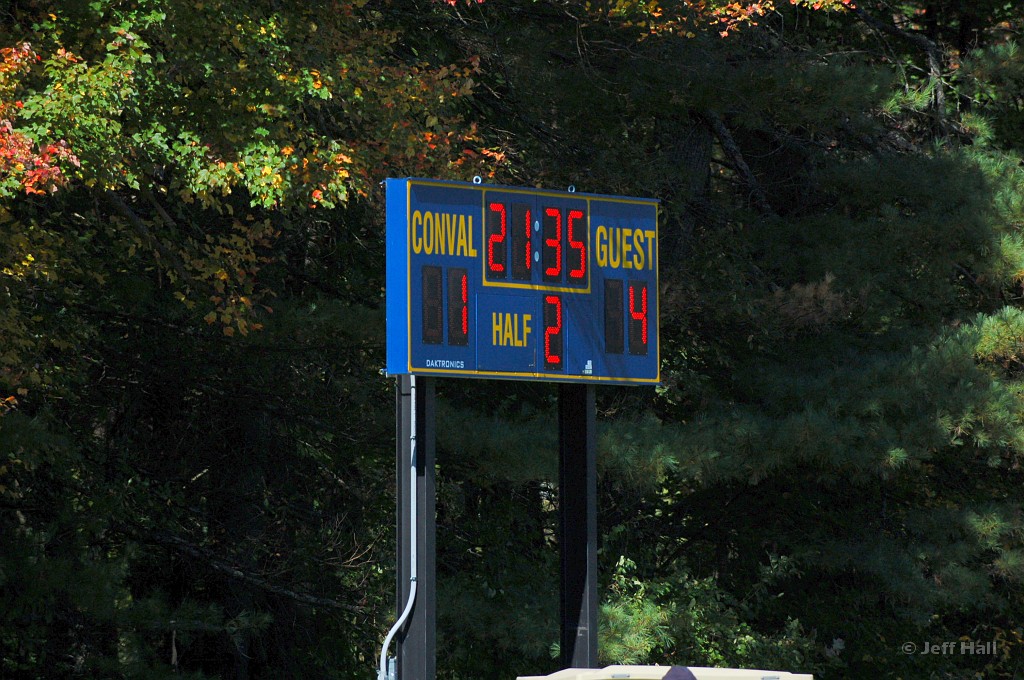 CONVAL 21:35 GUEST
1 HALF 2 4
DAKTRONICS
© Jeff Hall